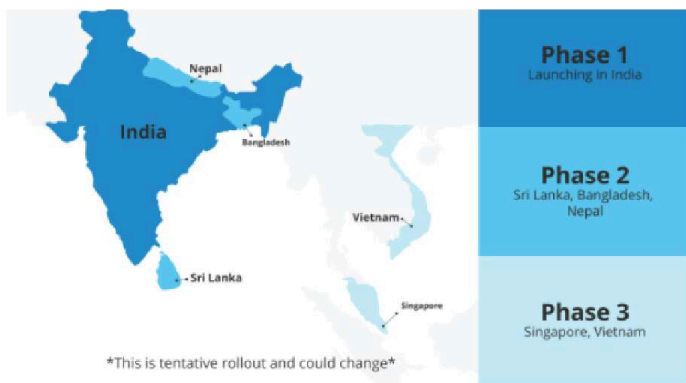 Nepal
India
Bangladesh
Vietnam
Sri Lanka
Singapore
*This is tentative rollout and could change*
Phase 1
Launching in India
Phase 2
Sri Lanka, Bangladesh,
Nepal
Phase 3
Singapore, Vietnam